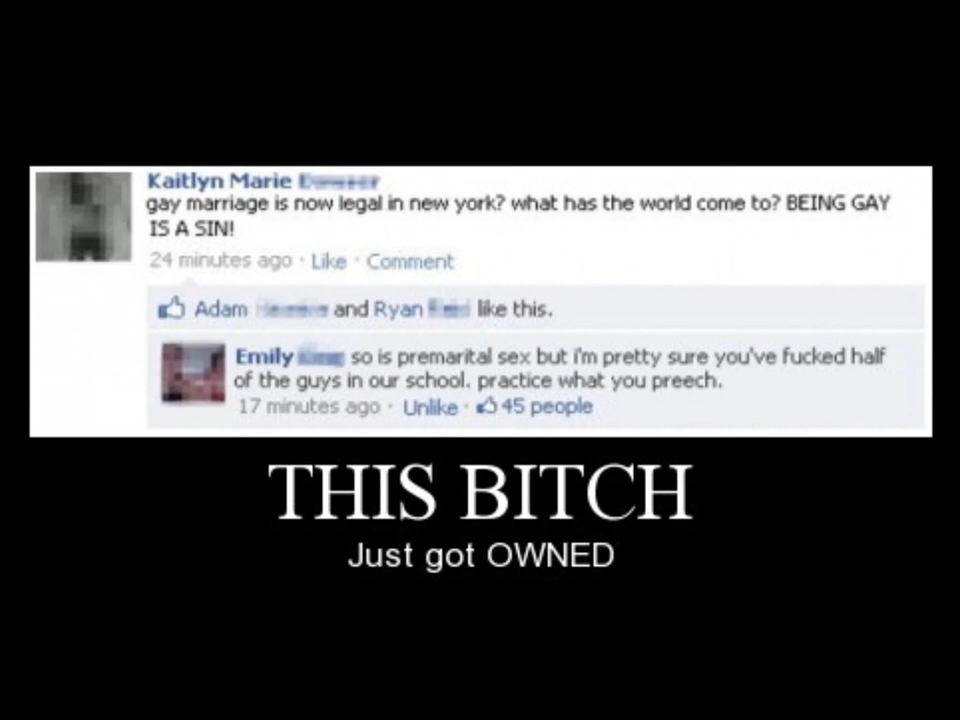 Kaitlyn Marie
gay marriage is now legal in new york? what has the world come to? BEING GAY
IS A SIN!
24 minutes ago · Like · Comment
Adam and Ryan like this.
Emily so is premarital sex but i'm pretty sure you've fucked half
of the guys in our school. practice what you preech.
17 minutes ago · Unlike · 45 people
THIS BITCH
Just got OWNED